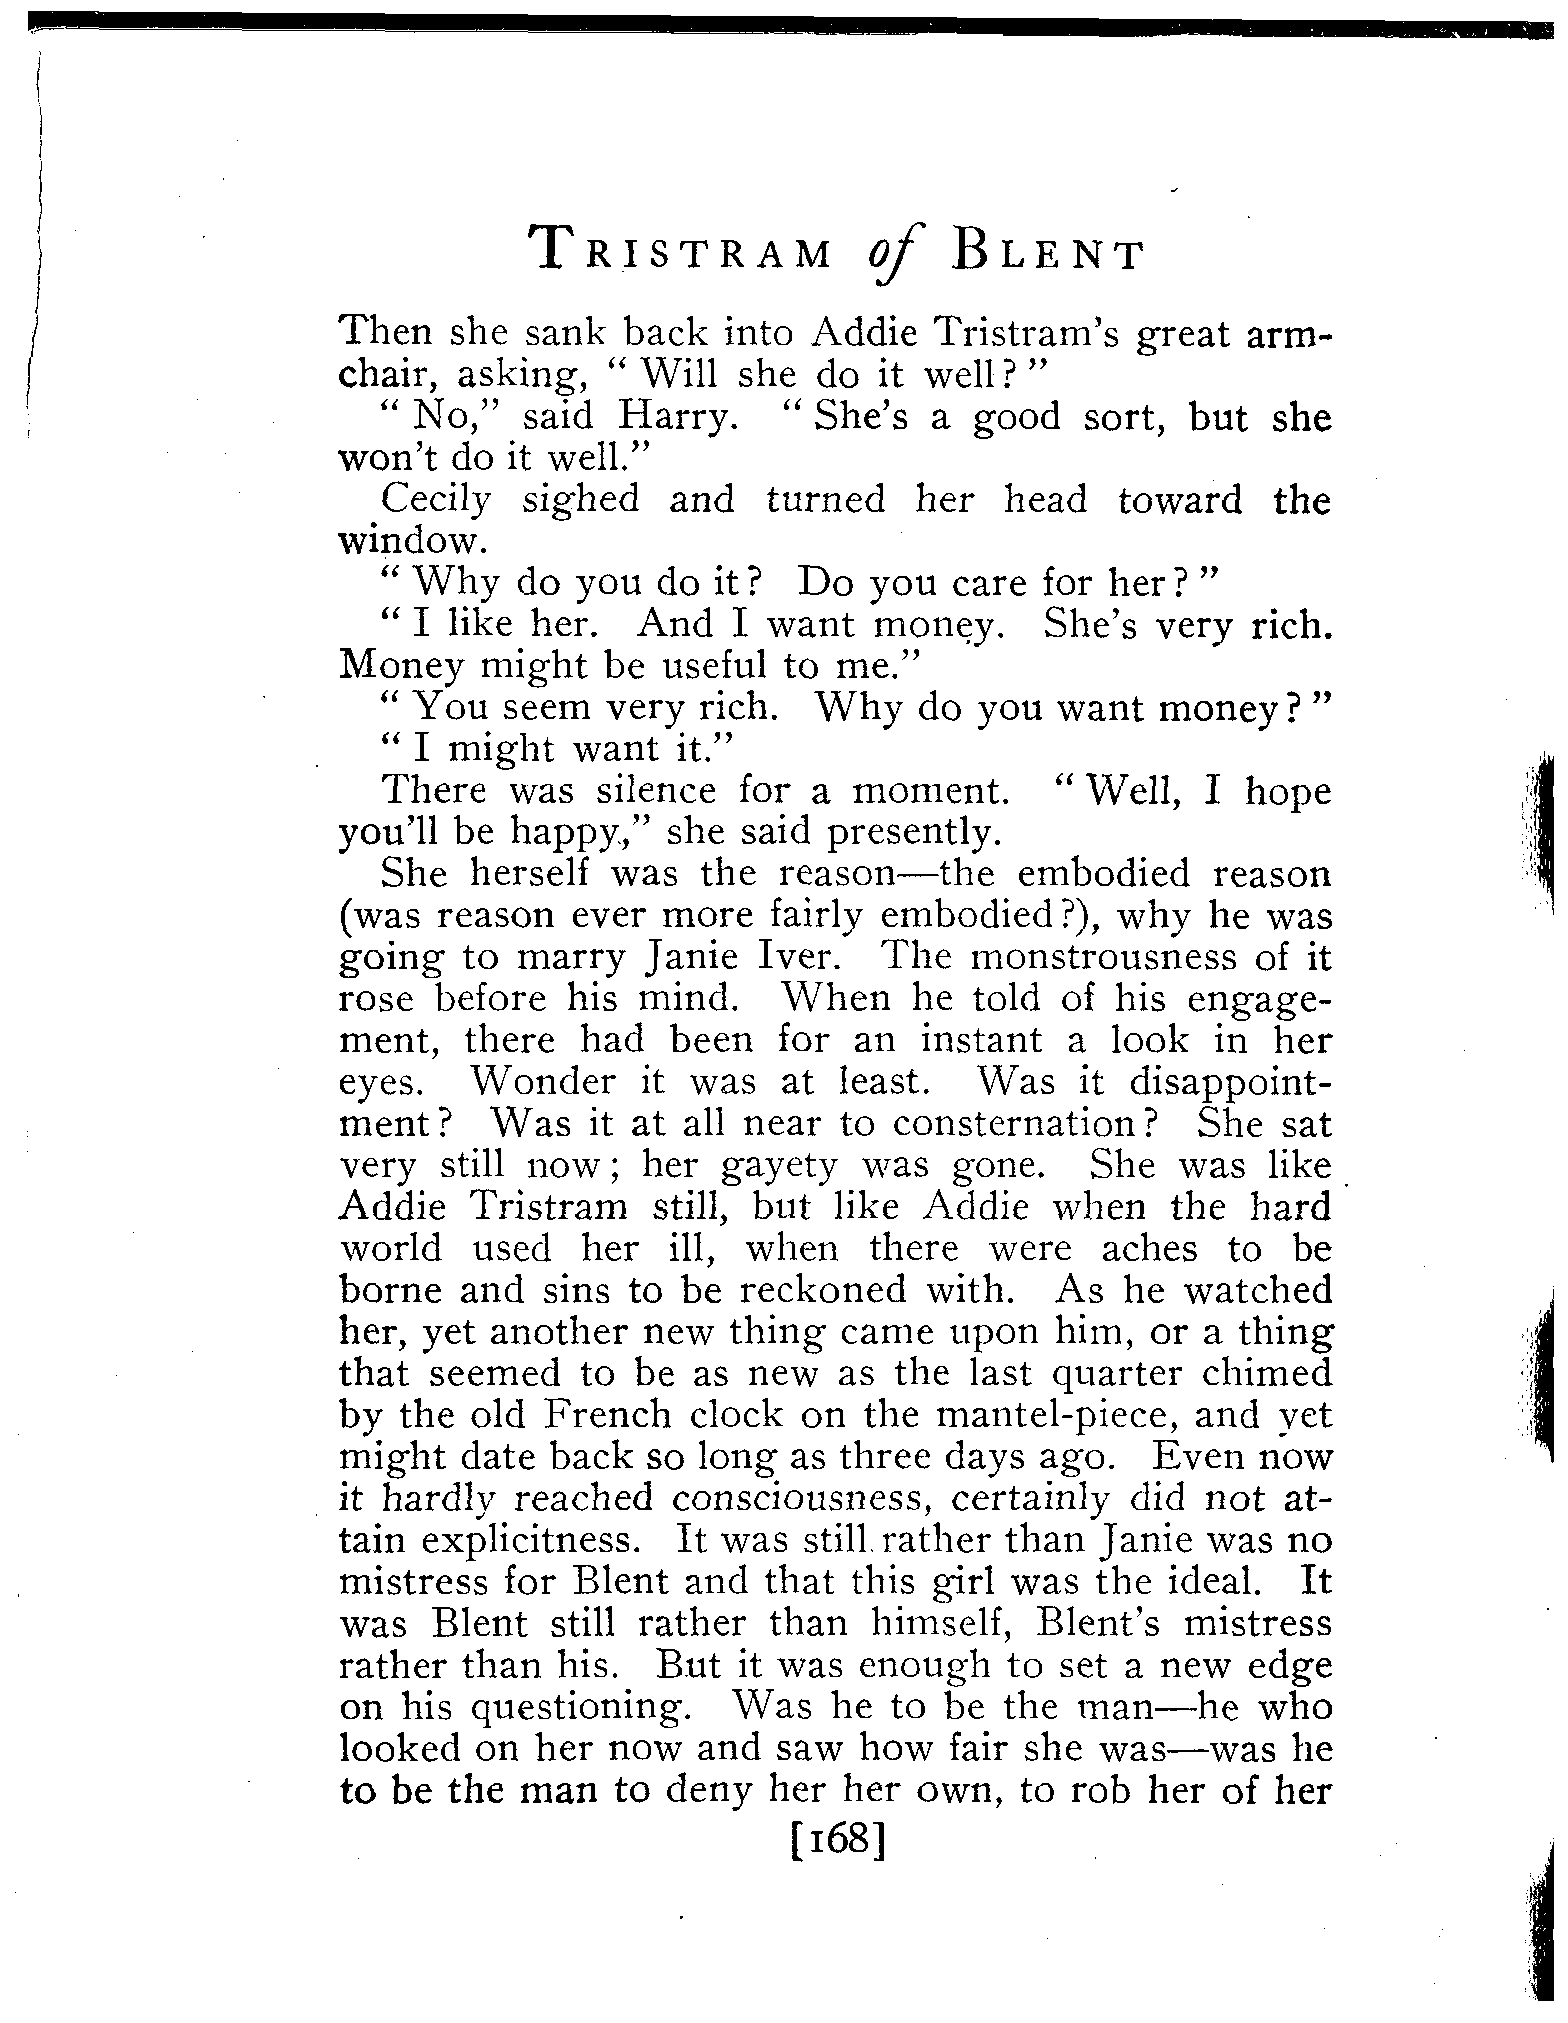 TRISTRAM of BLENT
Then she sank back into Addie Tristram's great arm-
chair, asking, " Will she do it well? "
" No," said Harry. " She's a good sort, but she
won't do it well."
Cecily sighed and turned her head toward the
window.
" Why do you do it? Do you care for her? "
" I like her. And I want money. She's very rich.
Money might be useful to me."
" You seem very rich. Why do you want money? "
" I might want it."
There was silence for a moment. " Well, I hope
you'll be happy," she said presently.
She herself was the reason—the embodied reason
(was reason ever more fairly embodied?), why he was
going to marry Janie Iver. The monstrousness of it
rose before his mind. When he told of his engage-
ment, there had been for an instant a look in her
eyes. Wonder it was at least. Was it disappoint-
ment? Was it at all near to consternation? She sat
very still now; her gayety was gone. She was like
Addie Tristram still, but like Addie when the hard
world used her ill, when there were aches to be
borne and sins to be reckoned with. As he watched
her, yet another new thing came upon him, or a thing
that seemed to be as new as the last quarter chimed
by the old French clock on the mantel-piece, and yet
might date back so long as three days ago. Even now
it hardly reached consciousness, certainly did not at-
tain explicitness. It was still rather than Janie was no
mistress for Blent and that this girl was the ideal. It
was Blent still rather than himself, Blent's mistress
rather than his. But it was enough to set a new edge
on his questioning. Was he to be the man—he who
looked on her now and saw how fair she was—was he
to be the man to deny her her own, to rob her of her
[168]